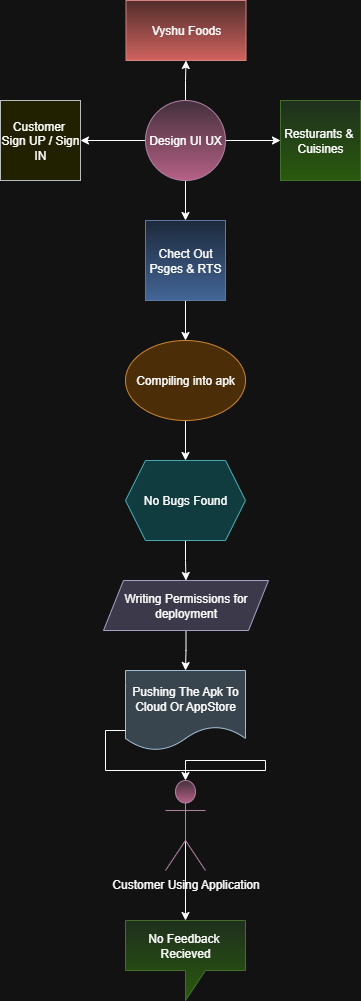 Vyshu Foods
Customer
Sign UP / Sign
IN
Design UI UX
Resturants &
Cuisines
Chect Out
Psges & RTS
Compiling into apk
No Bugs Found
Writing Permissions for
deployment
Pushing The Apk To
Cloud Or AppStore
Customer Using Application
No Feedback
Recieved